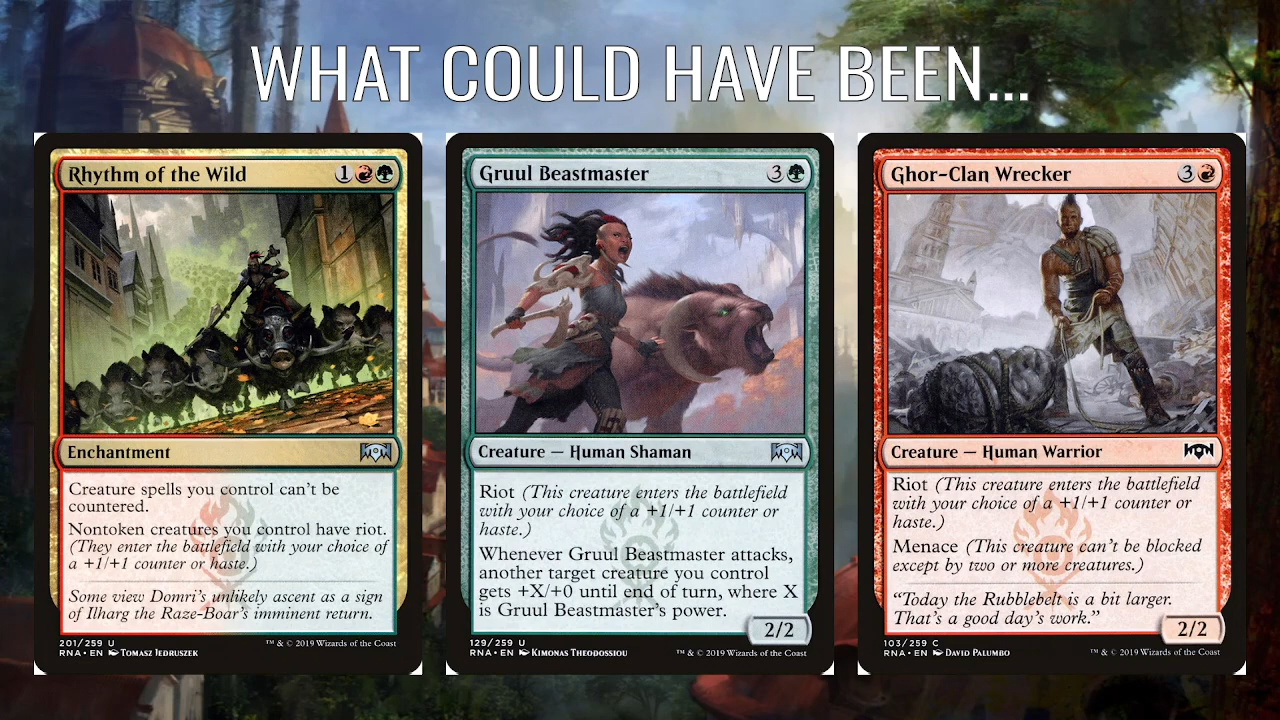 WHAT COULD HAVE BEEN...
Rhythm of the Wild
1
Enchantment
Creature spells you control can't be
countered.
Nontoken creatures you control have riot.
(They enter the battlefield with your choice of
a +1/+1 counter or haste.)
Some view Domri's unlikely ascent as a sign
of Ilharg the Raze-Boar's imminent return.
201/259 U
RNA • EN Tomasz Jedruszek
™ & © 2019 Wizards of the Coast
Gruul Beastmaster
3
Creature — Human Shaman
Riot (This creature enters the battlefield
with your choice of a +1/+1 counter or
haste.)
Whenever Gruul Beastmaster attacks,
another target creature you control
gets +X/+0 until end of turn, where X
is Gruul Beastmaster's power.
2/2
129/259 U
RNA • EN Kimonas Theodossiou
™ & © 2019 Wizards of the Coast
Ghor-Clan Wrecker
3
Creature — Human Warrior
Riot (This creature enters the battlefield
with your choice of a +1/+1 counter or
haste.)
Menace (This creature can't be blocked
except by two or more creatures.)
"Today the Rubblebelt is a bit larger.
That's a good day's work."
2/2
103/259 C
RNA • EN David Palumbo
™ & © 2019 Wizards of the Coast